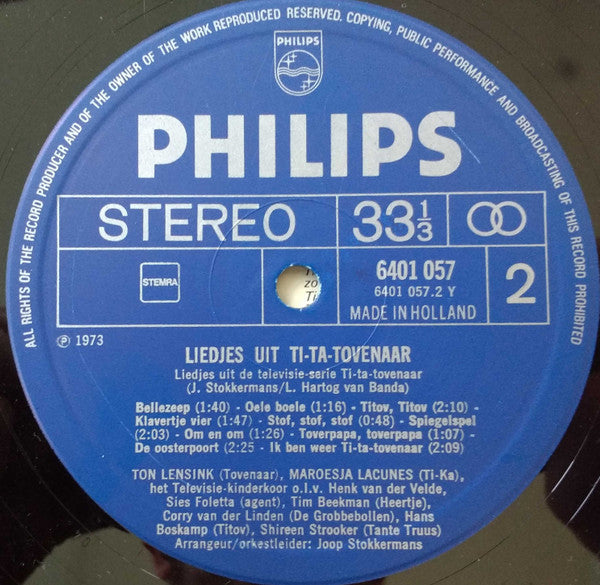 ALL RIGHTS OF THE RECORD PRODUCER AND OF THE OWNER OF THE WORK REPRODUCED RESERVED. COPYING, PUBLIC PERFORMANCE AND BROADCASTING OF THIS RECORD PROHIBITED
PHILIPS
PHILIPS
STEREO 33 1/3
STEMRA
6401 057
6401 057.2 Y
MADE IN HOLLAND
2
zo
Ti
℗ 1973
LIEDJES UIT TI-TA-TOVENAAR
Liedjes uit de televisie-serie Ti-ta-tovenaar
(J. Stokkermans/L. Hartog van Banda)
Bellezeep (1:40) - Oele boele (1:16) - Titov, Titov (2:10) -
Klavertje vier (1:47) - Stof, stof, stof (0:48) - Spiegelspel
(2:03) - Om en om (1:26) - Toverpapa, toverpapa (1:07) -
De oosterpoort (2:25 - Ik ben weer Ti-ta-tovenaar (2:09)
TON LENSINK (Tovenaar), MAROESJA LACUNES (Ti-Ka),
het Televisie-kinderkoor o.l.v. Henk van der Velde,
Sies Foletta (agent), Tim Beekman (Heertje),
Corry van der Linden (De Grobbebollen), Hans
Boskamp (Titov), Shireen Strooker (Tante Truus)
Arrangeur/orkestleider: Joop Stokkermans